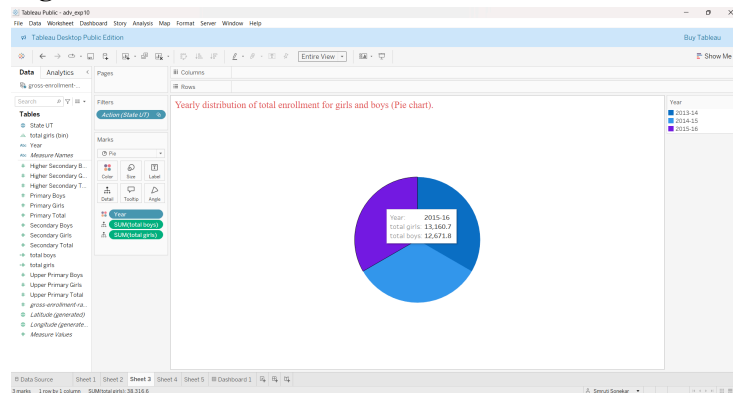 Tableau Public - adv_exp10
File Data Worksheet Dashboard Story Analysis Map Format Server Window Help
Tableau Desktop Public Edition
Buy Tableau
Entire View
Show Me
Data Analytics
gross-enrollment-...
Search
Tables
State UT
total girls (bin)
Abc Year
Abc Measure Names
Higher Secondary B...
Higher Secondary G...
Higher Secondary T...
Primary Boys
Primary Girls
Primary Total
Secondary Boys
Secondary Girls
Secondary Total
total boys
total girls
Upper Primary Boys
Upper Primary Girls
Upper Primary Total
gross-enrolment-ra...
Latitude (generated)
Longitude (generate...
Measure Values
Pages
Filters
Action (State UT)
Marks
Pie
Color Size Label
Detail Tooltip Angle
Year
SUM(total boys)
SUM(total girls)
Columns
Rows
Yearly distribution of total enrollment for girls and boys (Pie chart).
Year: 2015-16
total girls: 13,160.7
total boys: 12,671.8
Year
2013-14
2014-15
2015-16
Data Source Sheet 1 Sheet 2 Sheet 3 Sheet 4 Sheet 5 Dashboard 1
3 marks 1 row by 1 column SUM(total girls): 38,316.6
Smruti Sonekar